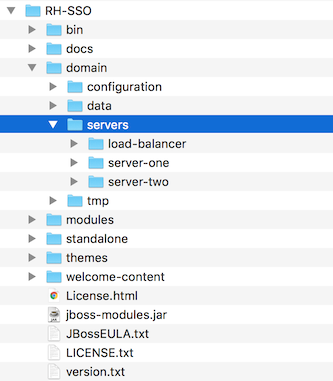 RH-SSO
bin
docs
domain
configuration
data
servers
load-balancer
server-one
server-two
tmp
modules
standalone
themes
welcome-content
License.html
jboss-modules.jar
JBossEULA.txt
LICENSE.txt
version.txt